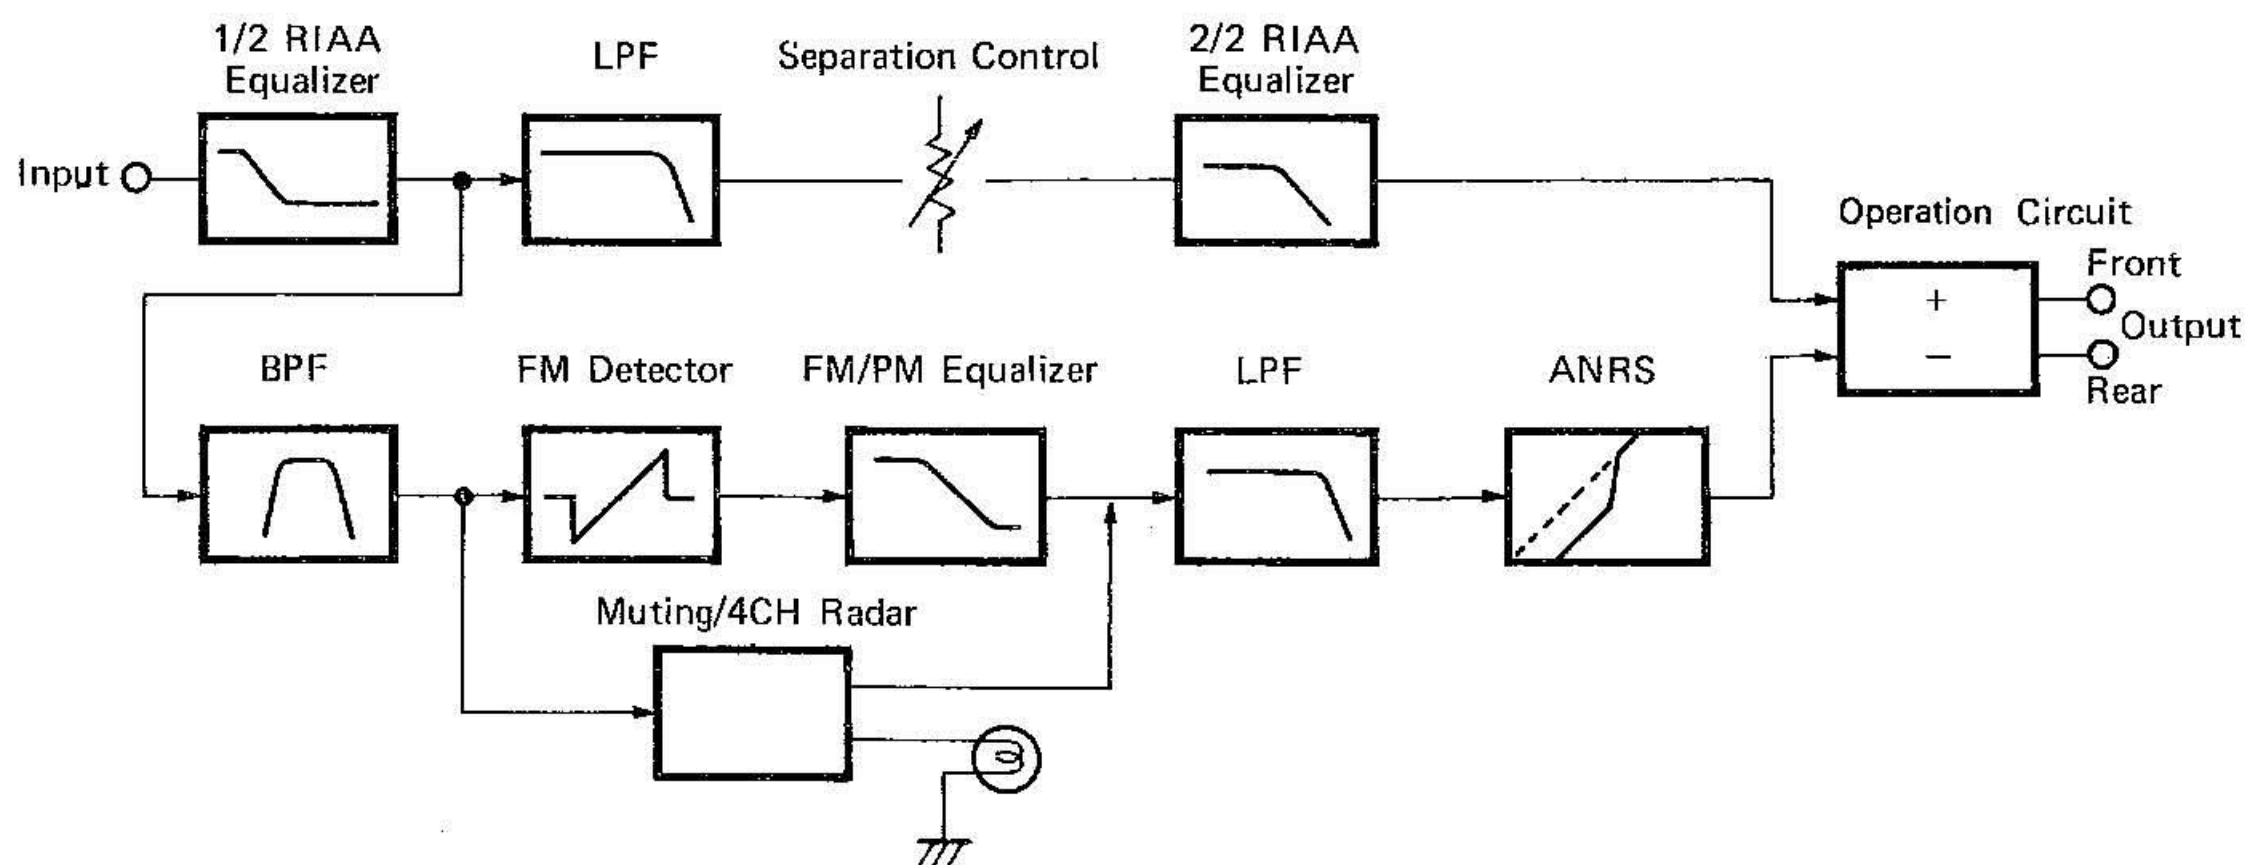 1/2 RIAA
Equalizer
LPF
Separation Control
2/2 RIAA
Equalizer
Input
Operation Circuit
Front
+
Output
−
Rear
BPF
FM Detector
FM/PM Equalizer
LPF
ANRS
Muting/4CH Radar